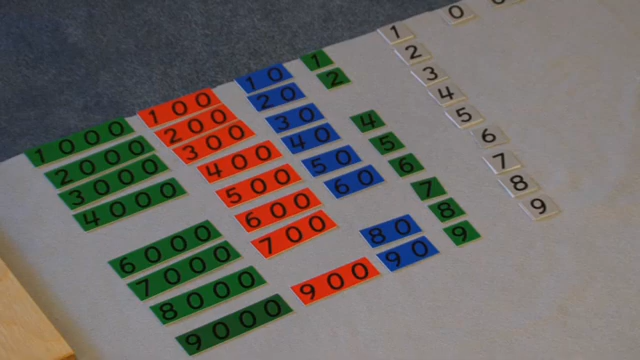 1000 100 10 1 1 0
2000 200 20 2 2
3000 300 30 3
4000 400 40 4 4
500 50 5 5
6000 600 60 6 6
7000 700 7 7
8000 80 8 8
9000 900 90 9 9